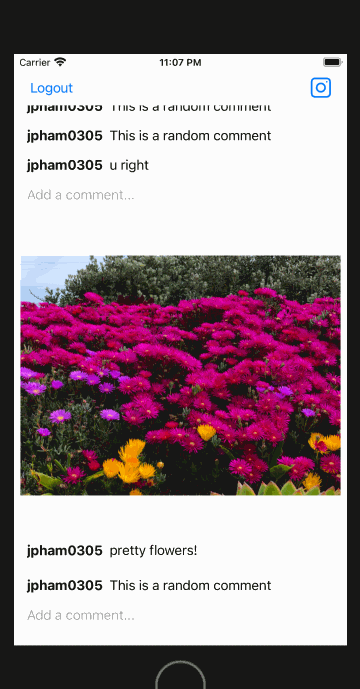 Carrier 11:07 PM
Logout
jpham0305 This is a random comment
jpham0305 This is a random comment
jpham0305 u right
Add a comment...
jpham0305 pretty flowers!
jpham0305 This is a random comment
Add a comment...